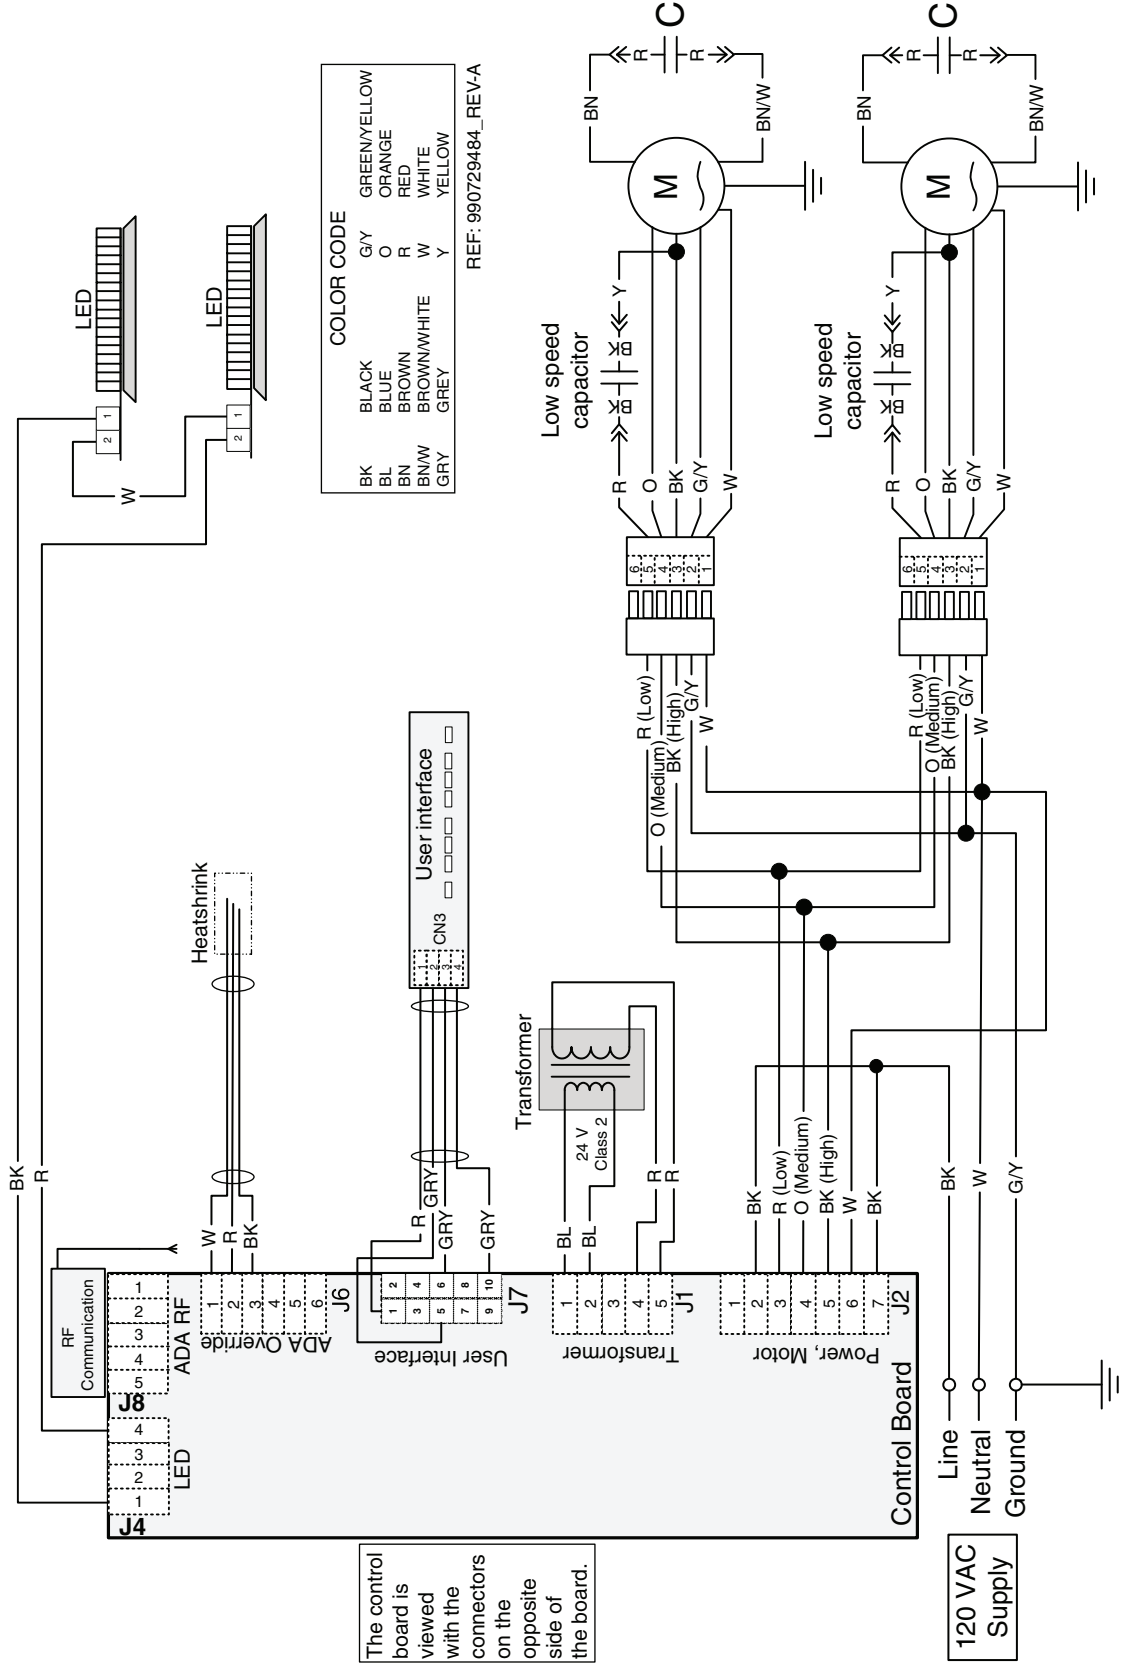 The control
board is
viewed
with the
connectors
on the
opposite
side of
the board.
120 VAC
Supply
Line
Neutral
Ground
BK
W
G/Y
Control Board
J4
1
2
3
4
LED
J8
5
4
3
2
1
ADA RF
RF
Communication
BK
R
ADA Override
1
2
3
4
5
6
J6
W
R
BK
Heatshrink
User Interface
1
3
5
7
9
2
4
6
8
10
J7
R
GRY
GRY
GRY
User interface
CN3
1
2
3
4
Transformer
1
2
3
4
5
J1
BL
BL
R
R
24 V
Class 2
Transformer
Power, Motor
1
2
3
4
5
6
7
J2
BK
R (Low)
O (Medium)
BK (High)
W
BK
LED
2
1
W
LED
2
1
COLOR CODE
BK BLACK G/Y GREEN/YELLOW
BL BLUE O ORANGE
BN BROWN R RED
BN/W BROWN/WHITE W WHITE
GRY GREY Y YELLOW
REF: 990729484_REV-A
R (Low)
O (Medium)
BK (High)
G/Y
W
6
5
4
3
2
1
R
O
BK
G/Y
W
Low speed
capacitor
BK
BK
Y
M
BN
BN/W
R
R
C
R (Low)
O (Medium)
BK (High)
G/Y
W
6
5
4
3
2
1
R
O
BK
G/Y
W
Low speed
capacitor
BK
BK
Y
M
BN
BN/W
R
R
C